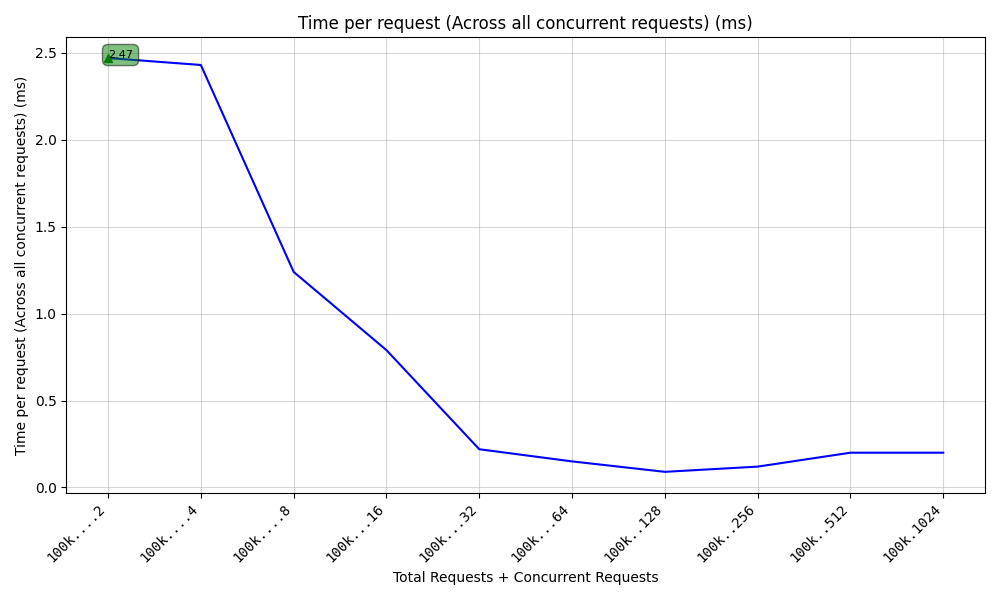 Time per request (Across all concurrent requests) (ms)
Time per request (Across all concurrent requests) (ms)
2.5
2.0
1.5
1.0
0.5
0.0
2.47
100k....2
100k....4
100k....8
100k...16
100k...32
100k...64
100k..128
100k..256
100k..512
100k.1024
Total Requests + Concurrent Requests